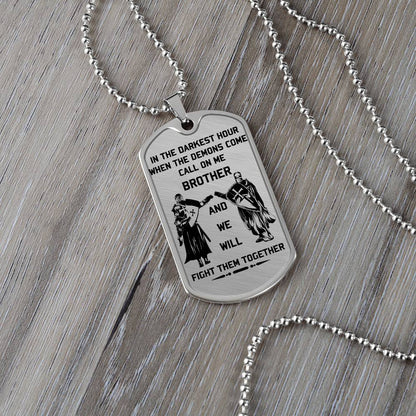 IN THE DARKEST HOUR
WHEN THE DEMONS COME
CALL ON ME
BROTHER
AND
WE
WILL
FIGHT THEM TOGETHER